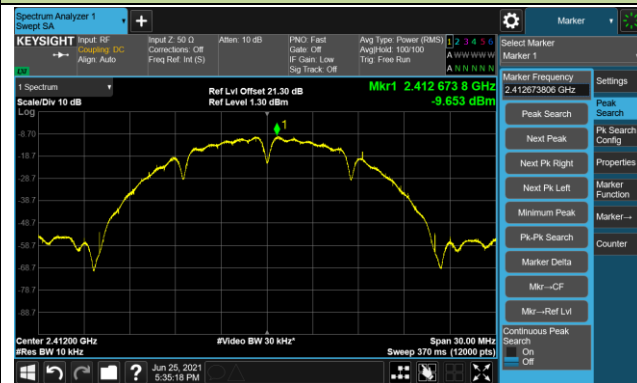 Spectrum Analyzer 1
Swept SA
+
Marker
KEYSIGHT
Input: RF
Coupling: DC
Align: Auto
Input Z: 50 Ω
Corrections: Off
Freq Ref: Int (S)
Atten: 10 dB
PNO: Fast
Gate: Off
IF Gain: Low
Sig Track: Off
Avg Type: Power (RMS)
Avg|Hold: 100/100
Trig: Free Run
1 2 3 4 5 6
A W W W W W
A N N N N N
LXI
Select Marker
Marker 1
1 Spectrum
Scale/Div 10 dB
Log
Ref Lvl Offset 21.30 dB
Ref Level 1.30 dBm
Mkr1 2.412 673 8 GHz
-9.653 dBm
1
-8.70
-18.7
-28.7
-38.7
-48.7
-58.7
-68.7
-78.7
-88.7
Center 2.41200 GHz
#Res BW 10 kHz
#Video BW 30 kHz*
Span 30.00 MHz
Sweep 370 ms (12000 pts)
Marker Frequency
2.412673806 GHz
Peak Search
Next Peak
Next Pk Right
Next Pk Left
Minimum Peak
Pk-Pk Search
Marker Delta
Mkr→CF
Mkr→Ref Lvl
Continuous Peak
Search
On
Off
Settings
Peak
Search
Pk Search
Config
Properties
Marker
Function
Marker→
Counter
?
Jun 25, 2021
5:35:18 PM